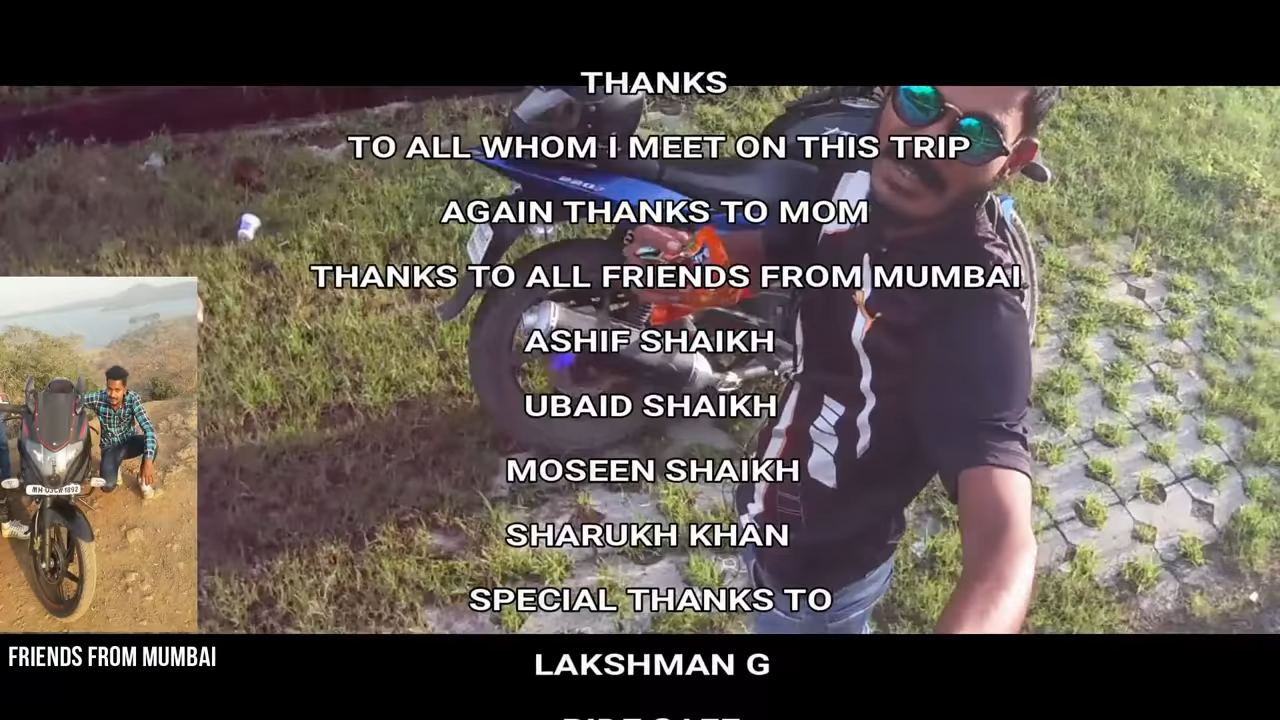 THANKS
TO ALL WHOM I MEET ON THIS TRIP
AGAIN THANKS TO MOM
THANKS TO ALL FRIENDS FROM MUMBAI
ASHIF SHAIKH
UBAID SHAIKH
MOSEEN SHAIKH
SHARUKH KHAN
SPECIAL THANKS TO
LAKSHMAN G
FRIENDS FROM MUMBAI
220